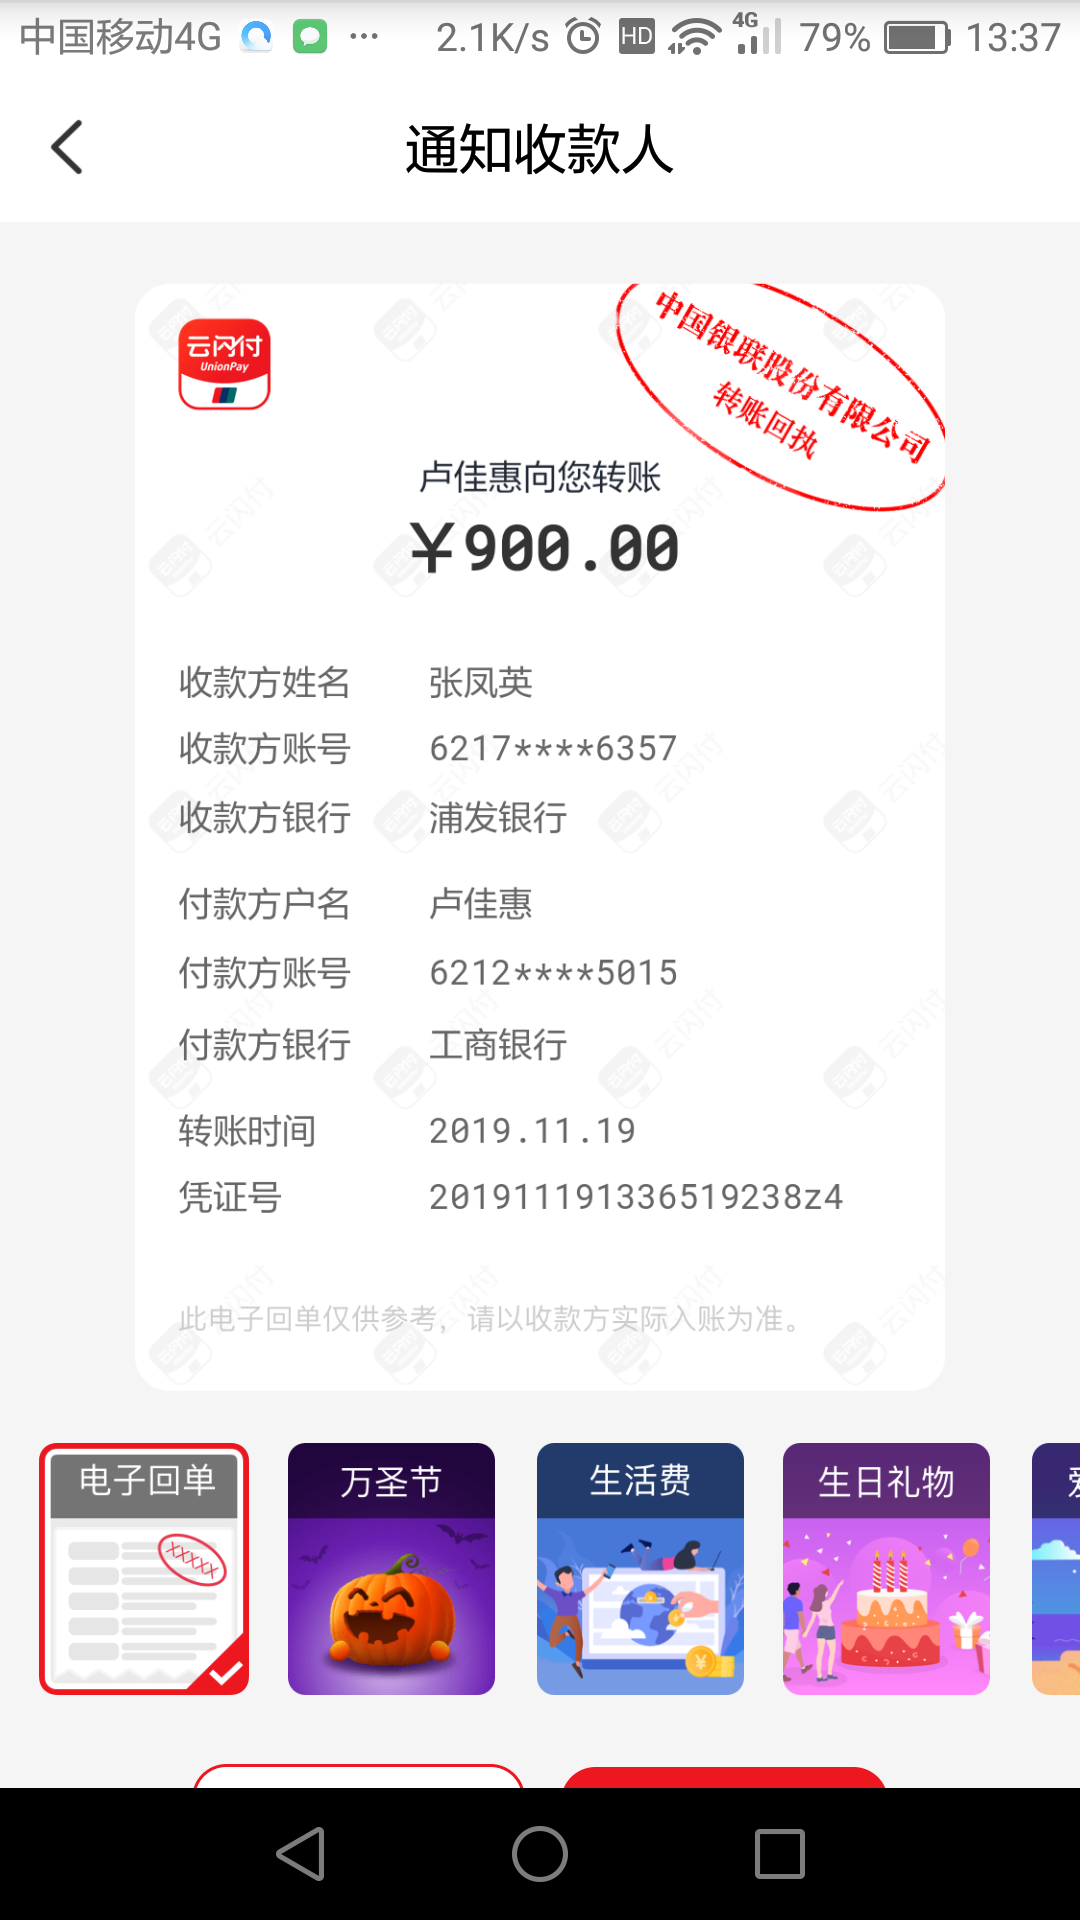 中国移动4G ... 2.1K/s HD 4G 79% 13:37
通知收款人
云闪付
UnionPay
中国银联股份有限公司
转账回执
卢佳惠向您转账
￥900.00
收款方姓名 张凤英
收款方账号 6217****6357
收款方银行 浦发银行
付款方户名 卢佳惠
付款方账号 6212****5015
付款方银行 工商银行
转账时间 2019.11.19
凭证号 201911191336519238z4
此电子回单仅供参考，请以收款方实际入账为准。
电子回单 万圣节 生活费 生日礼物
XXXXX